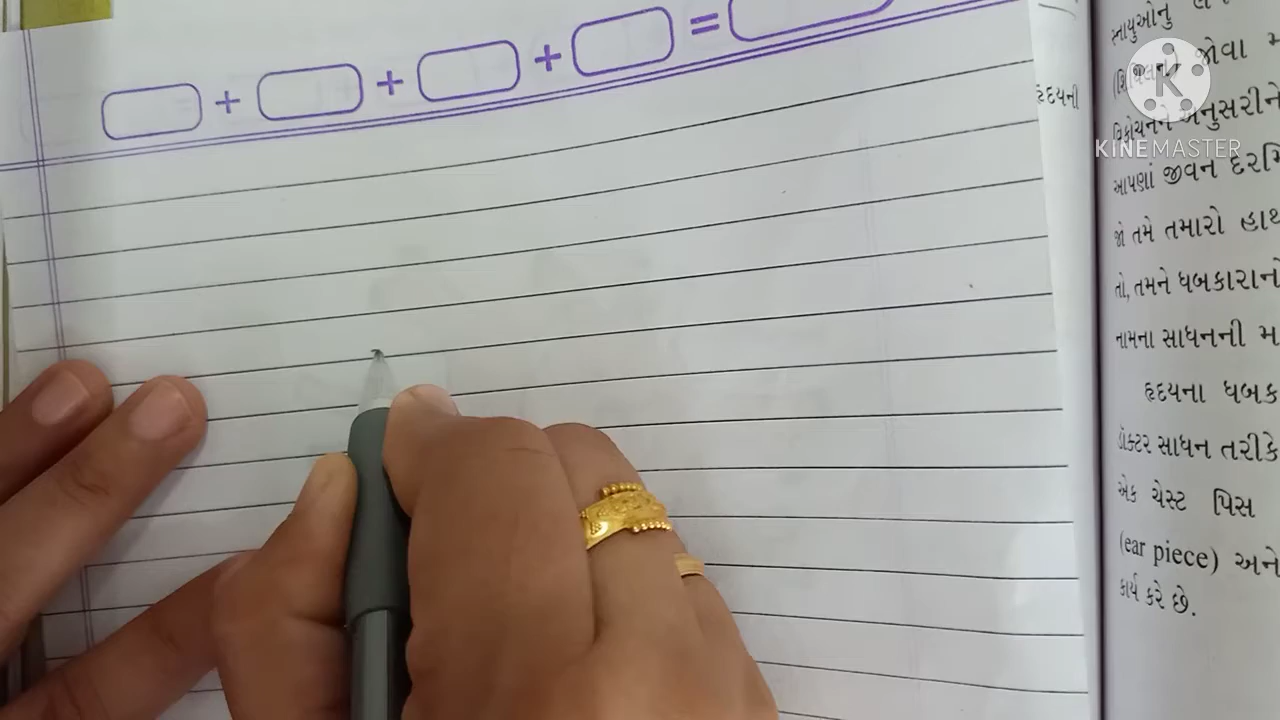 + + + =
સ્નાયુઓનુ
જોવા
KINEMASTER
હૃદયની
અનુસરીને
આપણાં જીવન દરમિ
જો તમે તમારો હાથ
તો, તમને ધબકારાનો
નામના સાધનની મ
હૃદયના ધબક
ડૉક્ટર સાધન તરીકે
એક ચેસ્ટ પિસ
(ear piece) અને
કાર્ય કરે છે.